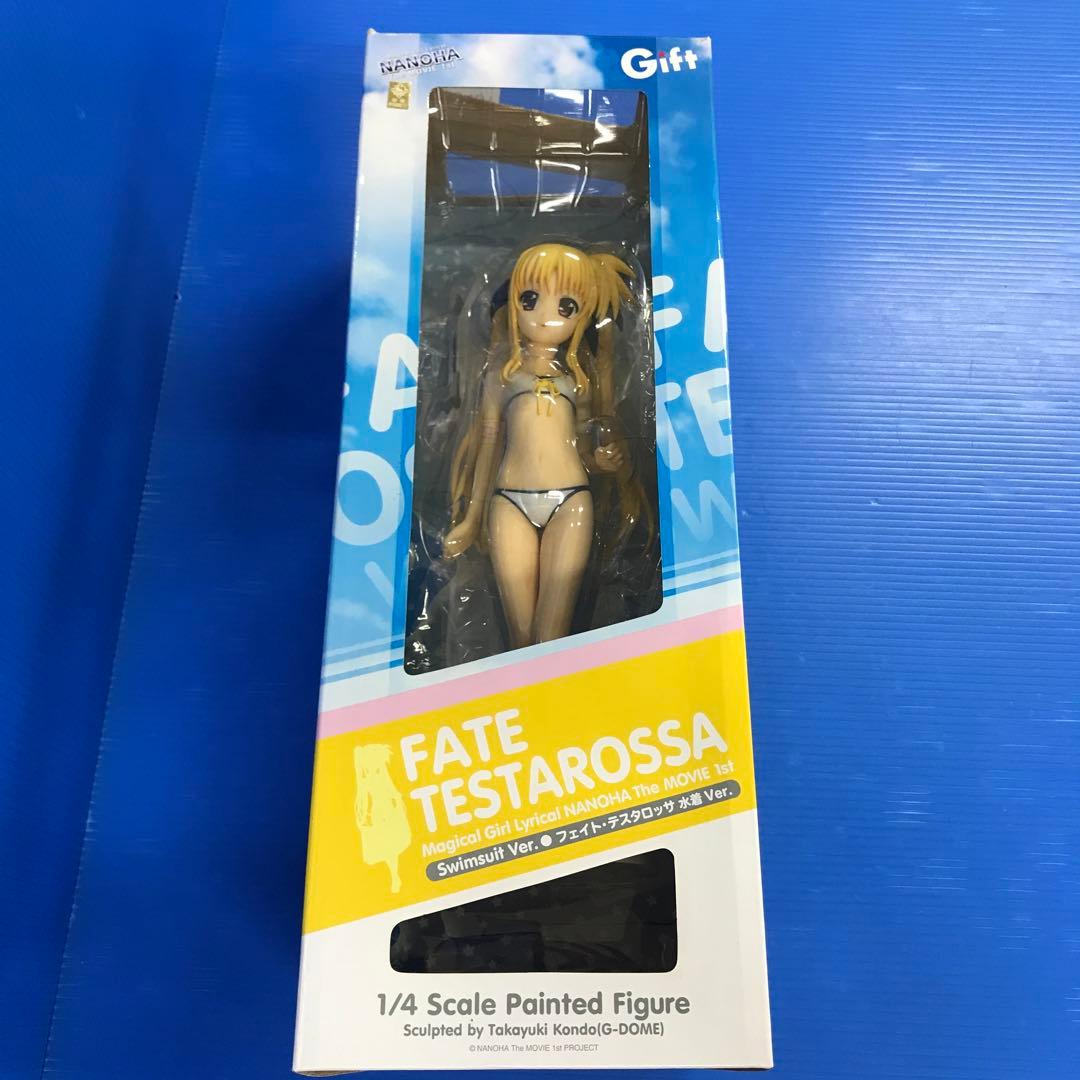 NANOHA
MOVIE 1st
Gift
FATE
TESTAROSSA
Magical Girl Lyrical NANOHA The MOVIE 1st
Swimsuit Ver.●フェイト・テスタロッサ 水着 Ver.
1/4 Scale Painted Figure
Sculpted by Takayuki Kondo(G-DOME)
© NANOHA The MOVIE 1st PROJECT